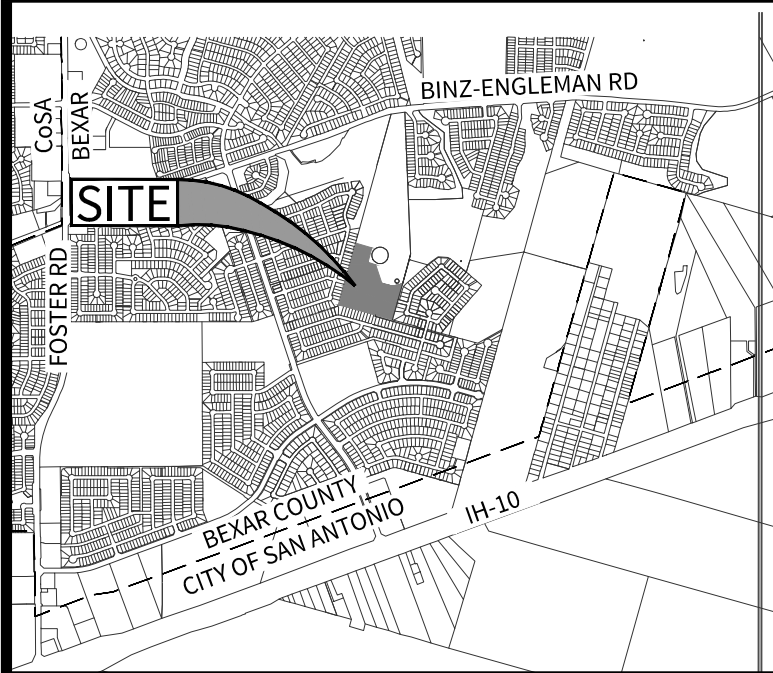 BINZ-ENGLEMAN RD
CoSA
BEXAR
SITE
FOSTER RD
BEXAR COUNTY
CITY OF SAN ANTONIO
IH-10